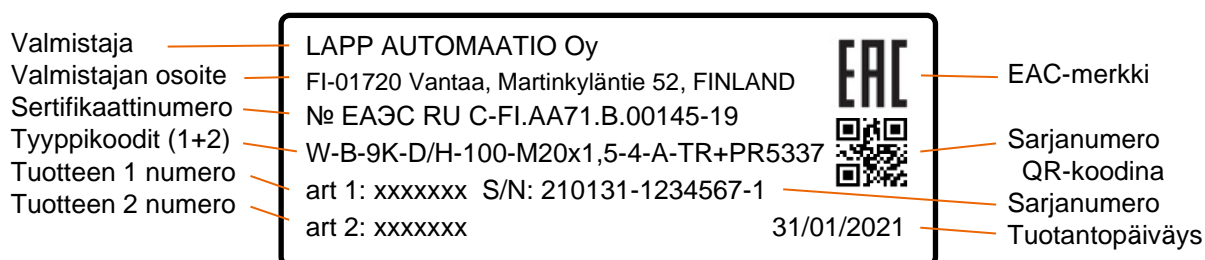 Valmistaja
Valmistajan osoite
Sertifikaattinumero
Tyyppikoodit (1+2)
Tuotteen 1 numero
Tuotteen 2 numero
LAPP AUTOMAATIO Oy
FI-01720 Vantaa, Martinkyläntie 52, FINLAND
№ ЕАЭС RU C-FI.AA71.B.00145-19
W-B-9K-D/H-100-M20x1,5-4-A-TR+PR5337
art 1: xxxxxxx S/N: 210131-1234567-1
art 2: xxxxxxx 31/01/2021
EAC
EAC-merkki
Sarjanumero
QR-koodina
Sarjanumero
Tuotantopäiväys